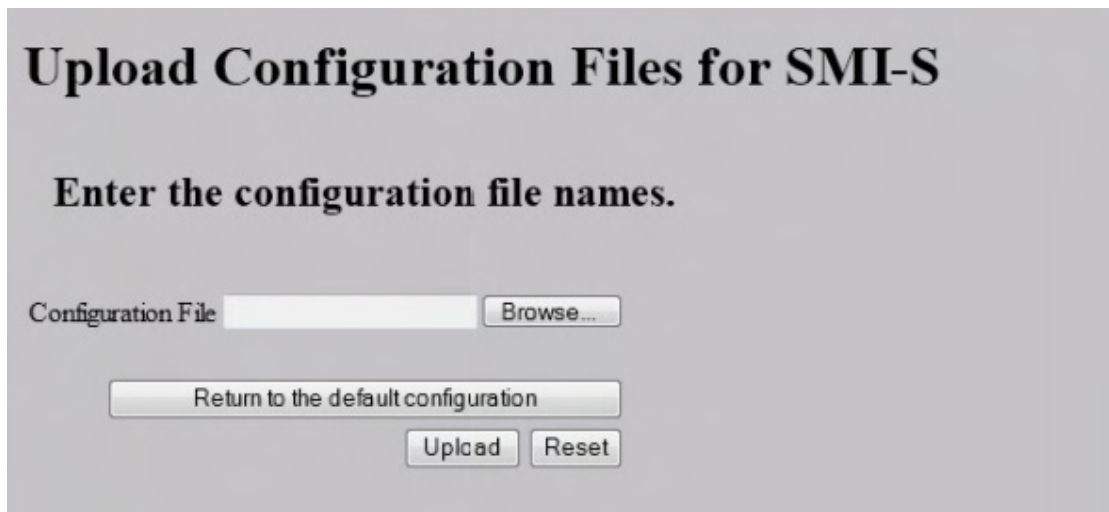 Upload Configuration Files for SMI-S
Enter the configuration file names.
Configuration File Browse...
Return to the default configuration
Upload Reset